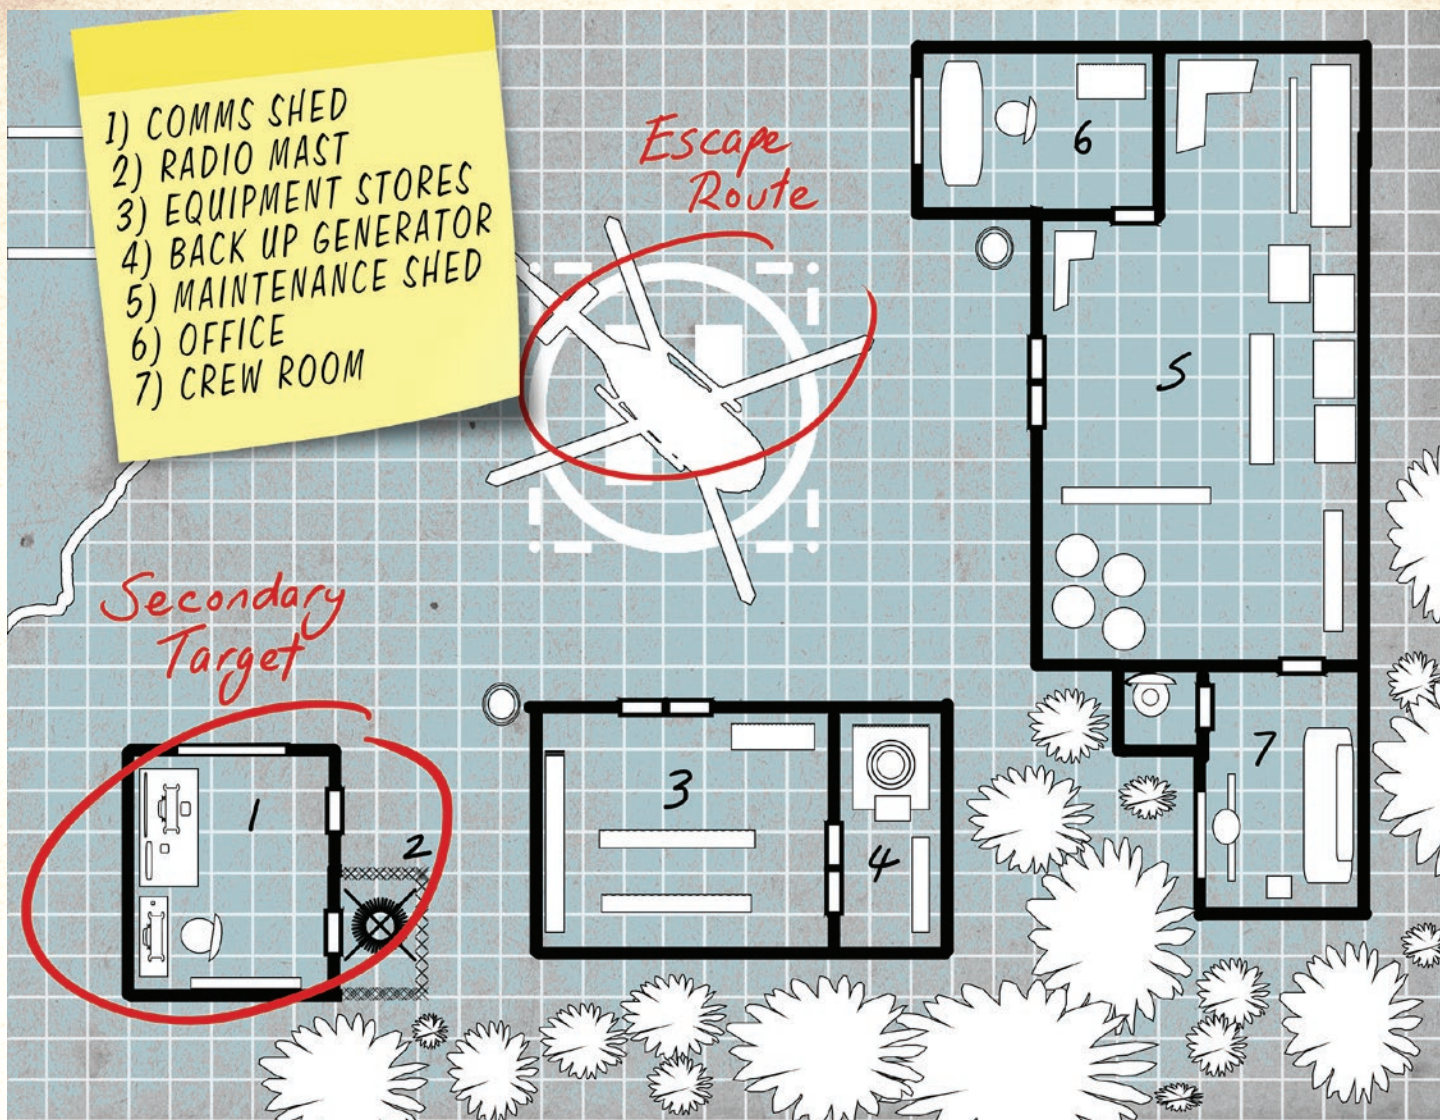 1) COMMS SHED
2) RADIO MAST
3) EQUIPMENT STORES
4) BACK UP GENERATOR
5) MAINTENANCE SHED
6) OFFICE
7) CREW ROOM
Escape
Route
6
5
Secondary
Target
1
2
3
4
7